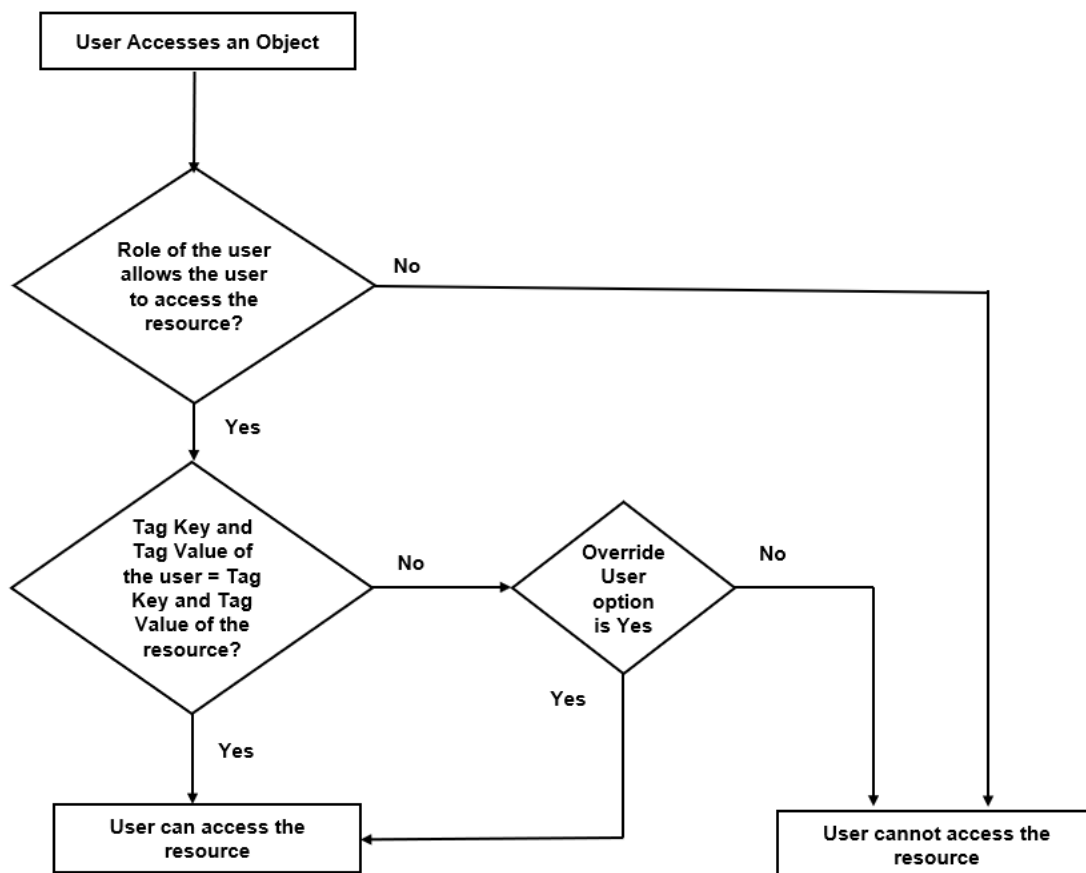 User Accesses an Object
Role of the user
allows the user
to access the
resource?
No
Yes
Tag Key and
Tag Value of
the user = Tag
Key and Tag
Value of the
resource?
No
Override
User
option
is Yes
No
Yes
Yes
User can access the
resource
User cannot access the
resource